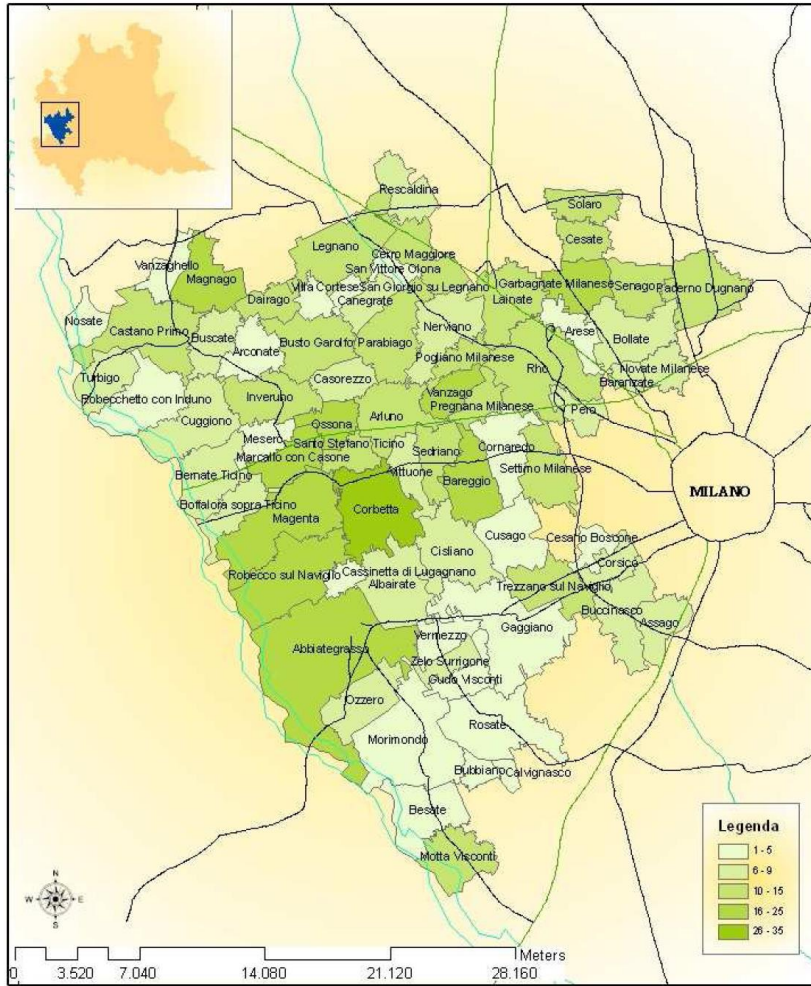 Rescaldina
Solaro
Legnano
Cerro Maggiore
Cesate
Vanzaghello
San Vittore Olona
Magnago
Villa Cortese
San Giorgio su Legnano
Garbagnate Milanese
Senago
Paderno Dugnano
Dairago
Canegrate
Lainate
Nosate
Castano Primo
Buscate
Nerviano
Arese
Bollate
Arconate
Busto Garolfo
Parabiago
Pogliano Milanese
Rho
Novate Milanese
Turbigo
Casorezzo
Baranzate
Robecchetto con Induno
Inveruno
Vanzago
Pregnana Milanese
Pero
Cuggiono
Ossona
Arluno
Mesero
Santo Stefano Ticino
Sedriano
Cornaredo
Marcallo con Casone
Vittuone
Settimo Milanese
Bernate Ticino
Bareggio
MILANO
Boffalora sopra Ticino
Magenta
Corbetta
Cusago
Cesano Boscone
Cisliano
Corsico
Robecco sul Naviglio
Cassinetta di Lugagnano
Albairate
Trezzano sul Naviglio
Buccinasco
Assago
Abbiategrasso
Vermezzo
Gaggiano
Zelo Surrigone
Gudo Visconti
Ozzero
Rosate
Morimondo
Bubbiano
Calvignasco
Besate
Motta Visconti
Legenda
1 - 5
6 - 9
10 - 15
16 - 25
26 - 35
N
W
E
S
Meters
0
3.520
7.040
14.080
21.120
28.160